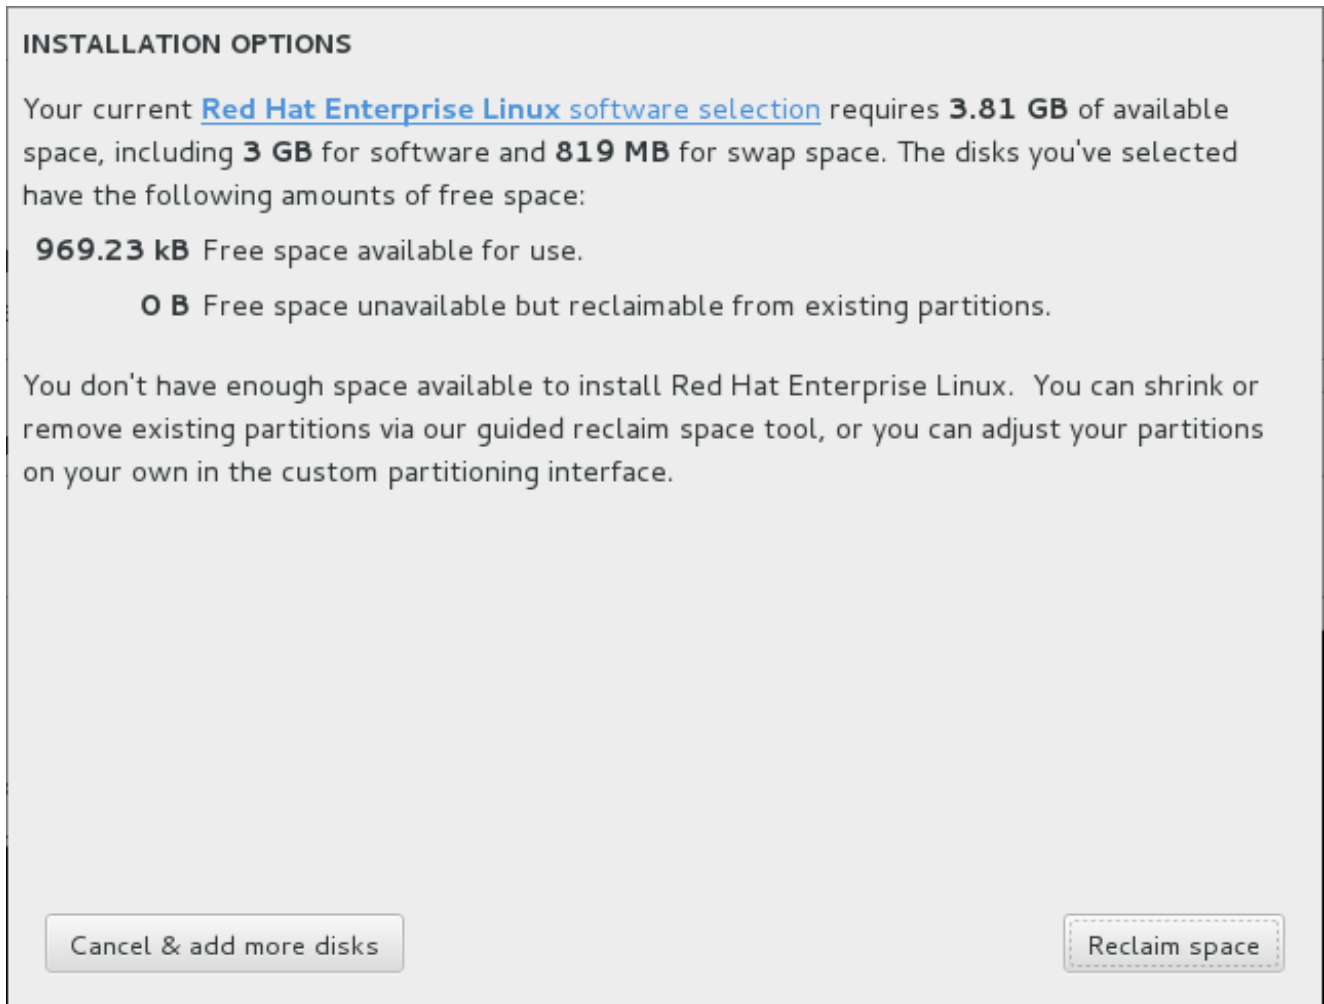 INSTALLATION OPTIONS
Your current Red Hat Enterprise Linux software selection requires 3.81 GB of available
space, including 3 GB for software and 819 MB for swap space. The disks you've selected
have the following amounts of free space:
969.23 kB Free space available for use.
0 B Free space unavailable but reclaimable from existing partitions.
You don't have enough space available to install Red Hat Enterprise Linux.  You can shrink or
remove existing partitions via our guided reclaim space tool, or you can adjust your partitions
on your own in the custom partitioning interface.
Cancel & add more disks
Reclaim space